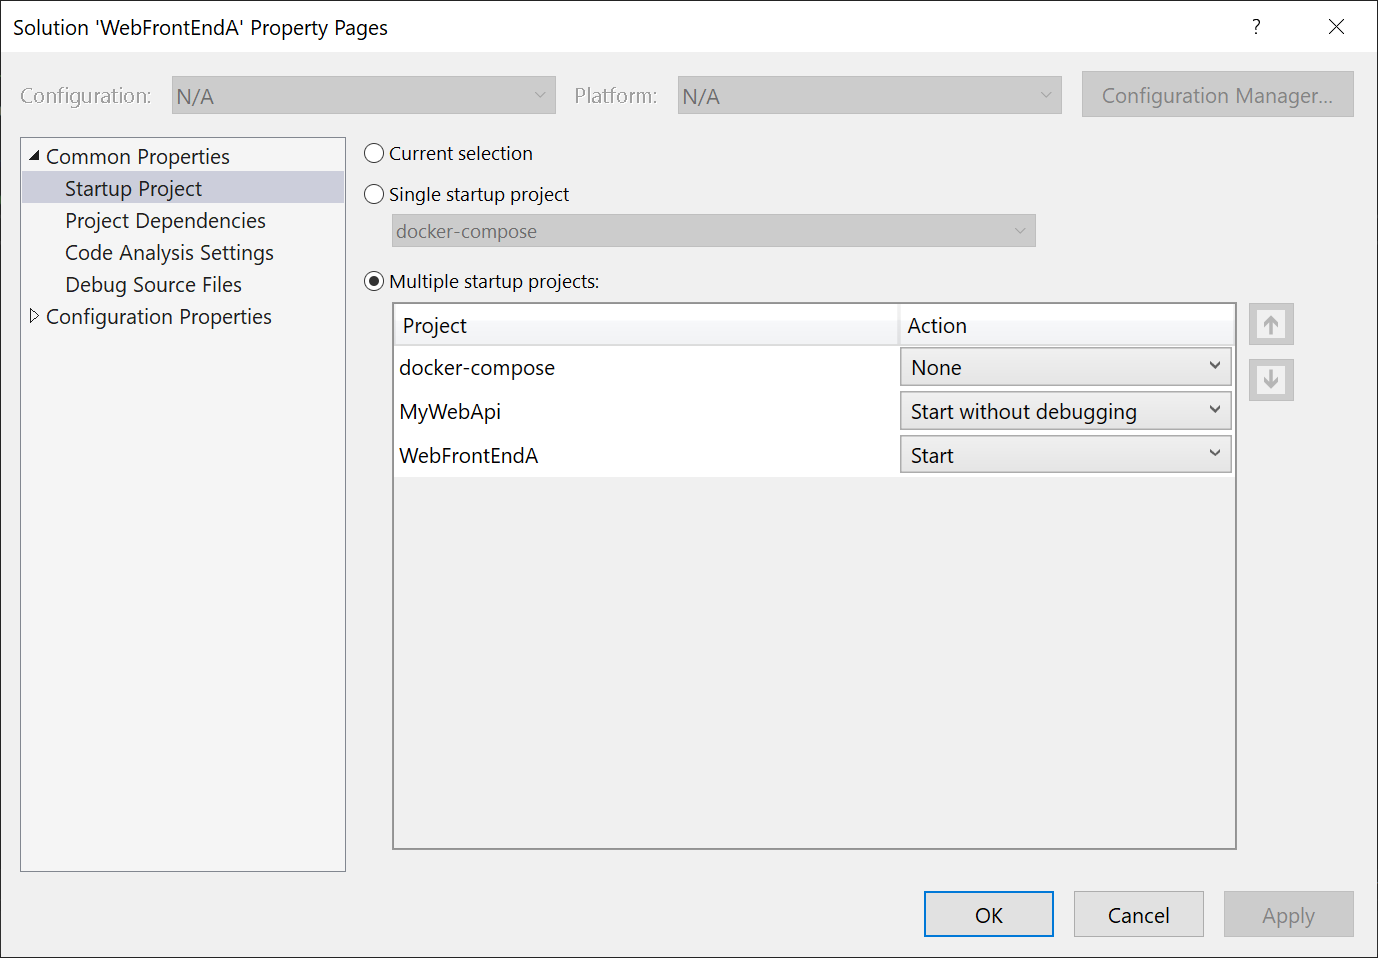 Solution 'WebFrontEndA' Property Pages
?
Configuration:
N/A
Platform:
N/A
Configuration Manager...
Common Properties
Startup Project
Project Dependencies
Code Analysis Settings
Debug Source Files
Configuration Properties
Current selection
Single startup project
docker-compose
Multiple startup projects:
Project Action
docker-compose None
MyWebApi Start without debugging
WebFrontEndA Start
OK
Cancel
Apply